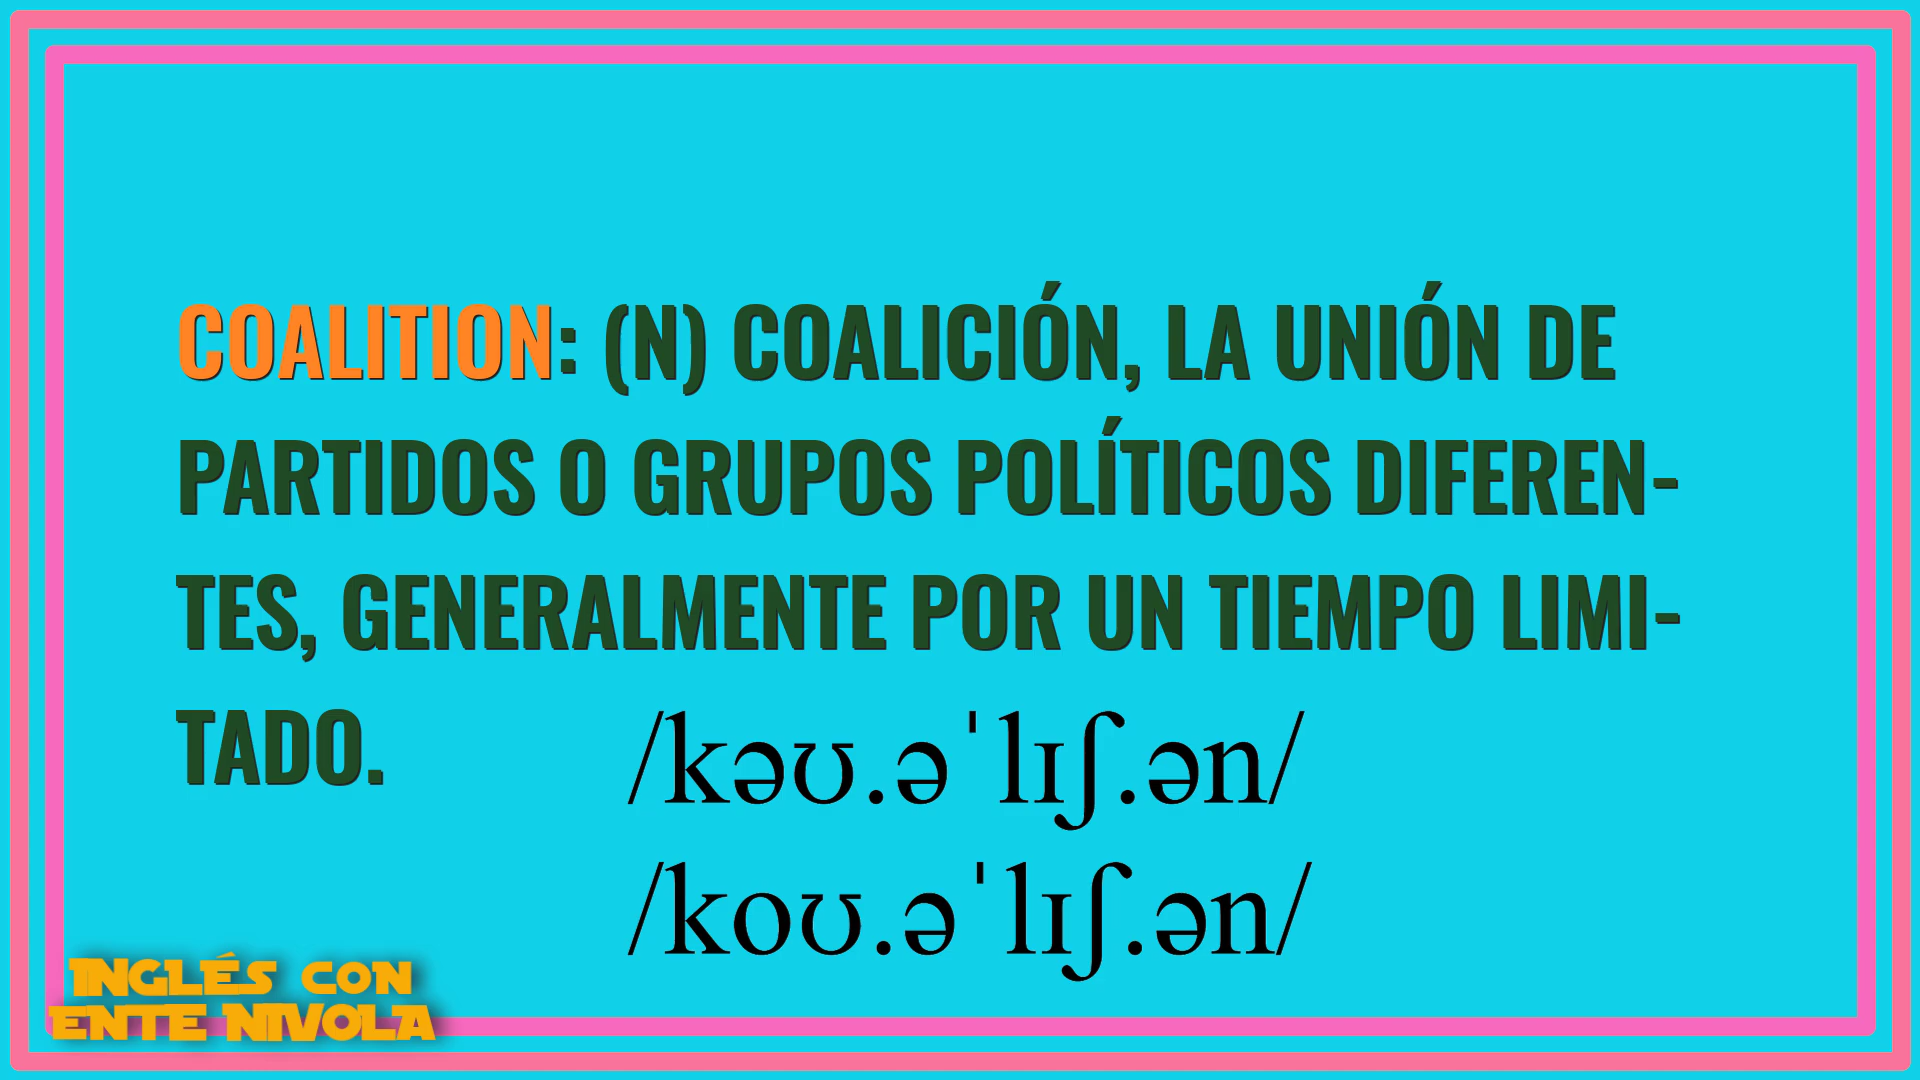 COALITION: (N) COALICIÓN, LA UNIÓN DE
PARTIDOS O GRUPOS POLÍTICOS DIFEREN-
TES, GENERALMENTE POR UN TIEMPO LIMI-
TADO.
/kəʊ.əˈlɪʃ.ən/
/koʊ.əˈlɪʃ.ən/
INGLÉS CON
ENTE NIVOLA